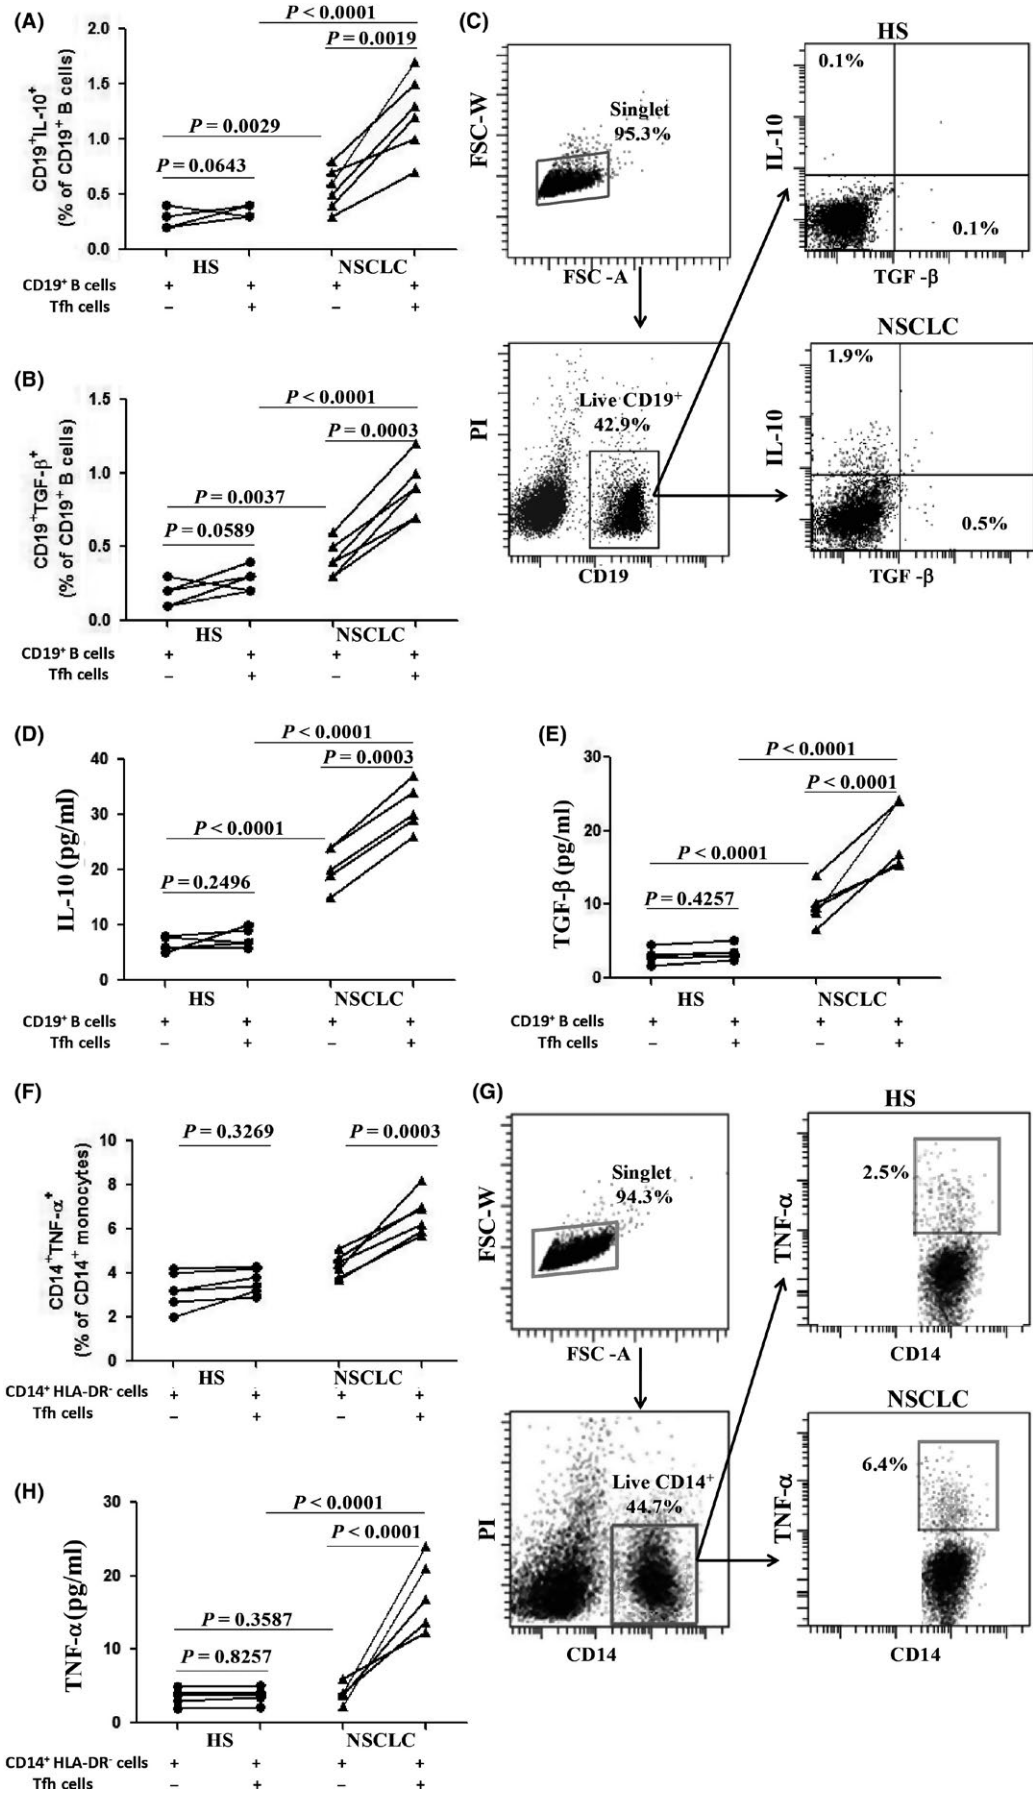 (A)
CD19⁺IL-10⁺
(% of CD19⁺ B cells)
2.0
1.5
1.0
0.5
0.0
P < 0.0001
P = 0.0019
P = 0.0029
P = 0.0643
HS NSCLC
CD19⁺ B cells + + + +
Tfh cells – + – +
(B)
CD19⁺TGF-β⁺
(% of CD19⁺ B cells)
1.5
1.0
0.5
0.0
P < 0.0001
P = 0.0003
P = 0.0037
P = 0.0589
HS NSCLC
CD19⁺ B cells + + + +
Tfh cells – + – +
(C)
FSC-W
Singlet
95.3%
FSC -A
PI
Live CD19⁺
42.9%
CD19
HS
IL-10
0.1%
0.1%
TGF -β
NSCLC
IL-10
1.9%
0.5%
TGF -β
(D)
IL-10 (pg/ml)
40
30
20
10
0
P < 0.0001
P = 0.0003
P < 0.0001
P = 0.2496
HS NSCLC
CD19⁺ B cells + + + +
Tfh cells – + – +
(E)
TGF-β (pg/ml)
30
20
10
0
P < 0.0001
P < 0.0001
P < 0.0001
P = 0.4257
HS NSCLC
CD19⁺ B cells + + + +
Tfh cells – + – +
(F)
CD14⁺TNF-α⁺
(% of CD14⁺ monocytes)
10
8
6
4
2
0
P = 0.3269
P = 0.0003
HS NSCLC
CD14⁺ HLA-DR⁻ cells + + + +
Tfh cells – + – +
(G)
FSC-W
Singlet
94.3%
FSC -A
PI
Live CD14⁺
44.7%
CD14
HS
TNF-α
2.5%
CD14
NSCLC
TNF-α
6.4%
CD14
(H)
TNF-α (pg/ml)
30
20
10
0
P < 0.0001
P < 0.0001
P = 0.3587
P = 0.8257
HS NSCLC
CD14⁺ HLA-DR⁻ cells + + + +
Tfh cells – + – +